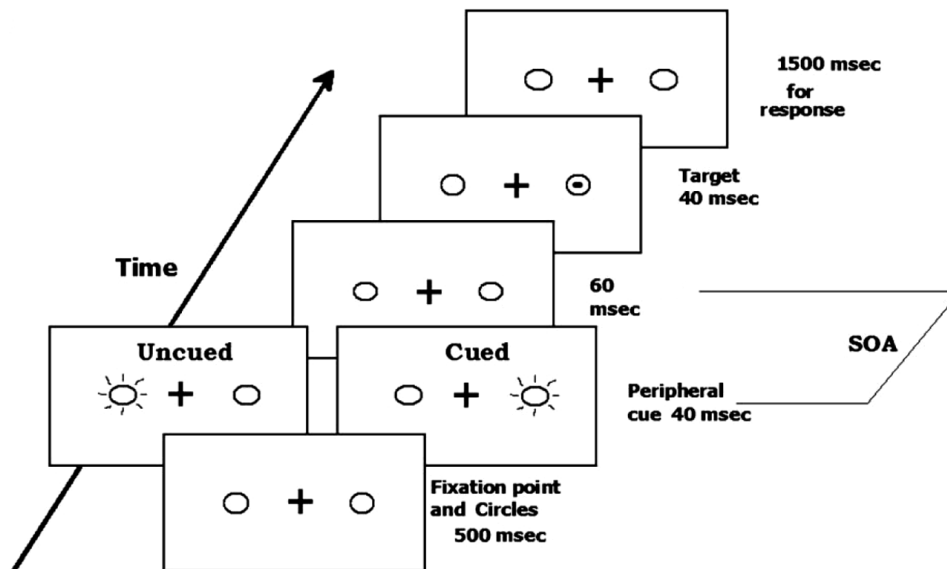 1500 msec
for
response
Target
40 msec
Time
60
msec
Uncued
Cued
SOA
Peripheral
cue 40 msec
Fixation point
and Circles
500 msec